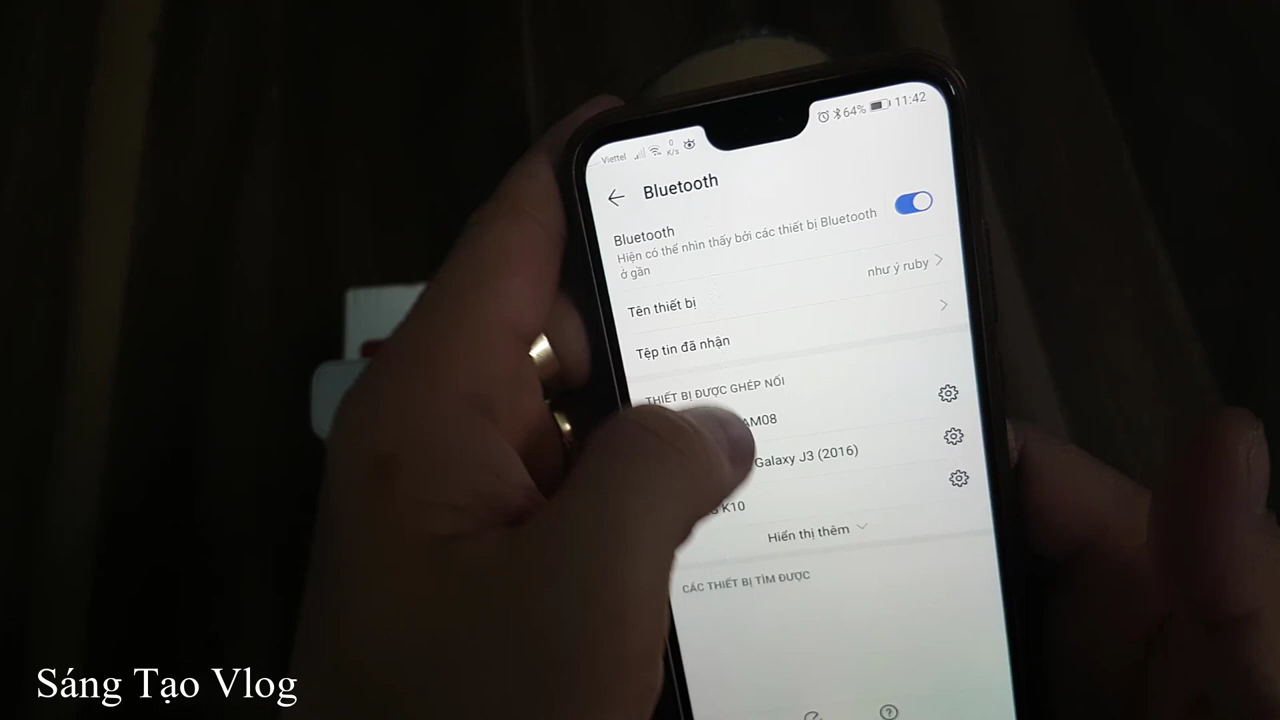 Viettel 0 K/s 64% 11:42
Bluetooth
Bluetooth
Hiện có thể nhìn thấy bởi các thiết bị Bluetooth
ở gần
Tên thiết bị như ý ruby
Tệp tin đã nhận
THIẾT BỊ ĐƯỢC GHÉP NỐI
AM08
Galaxy J3 (2016)
K10
Hiển thị thêm
CÁC THIẾT BỊ TÌM ĐƯỢC
Sáng Tạo Vlog